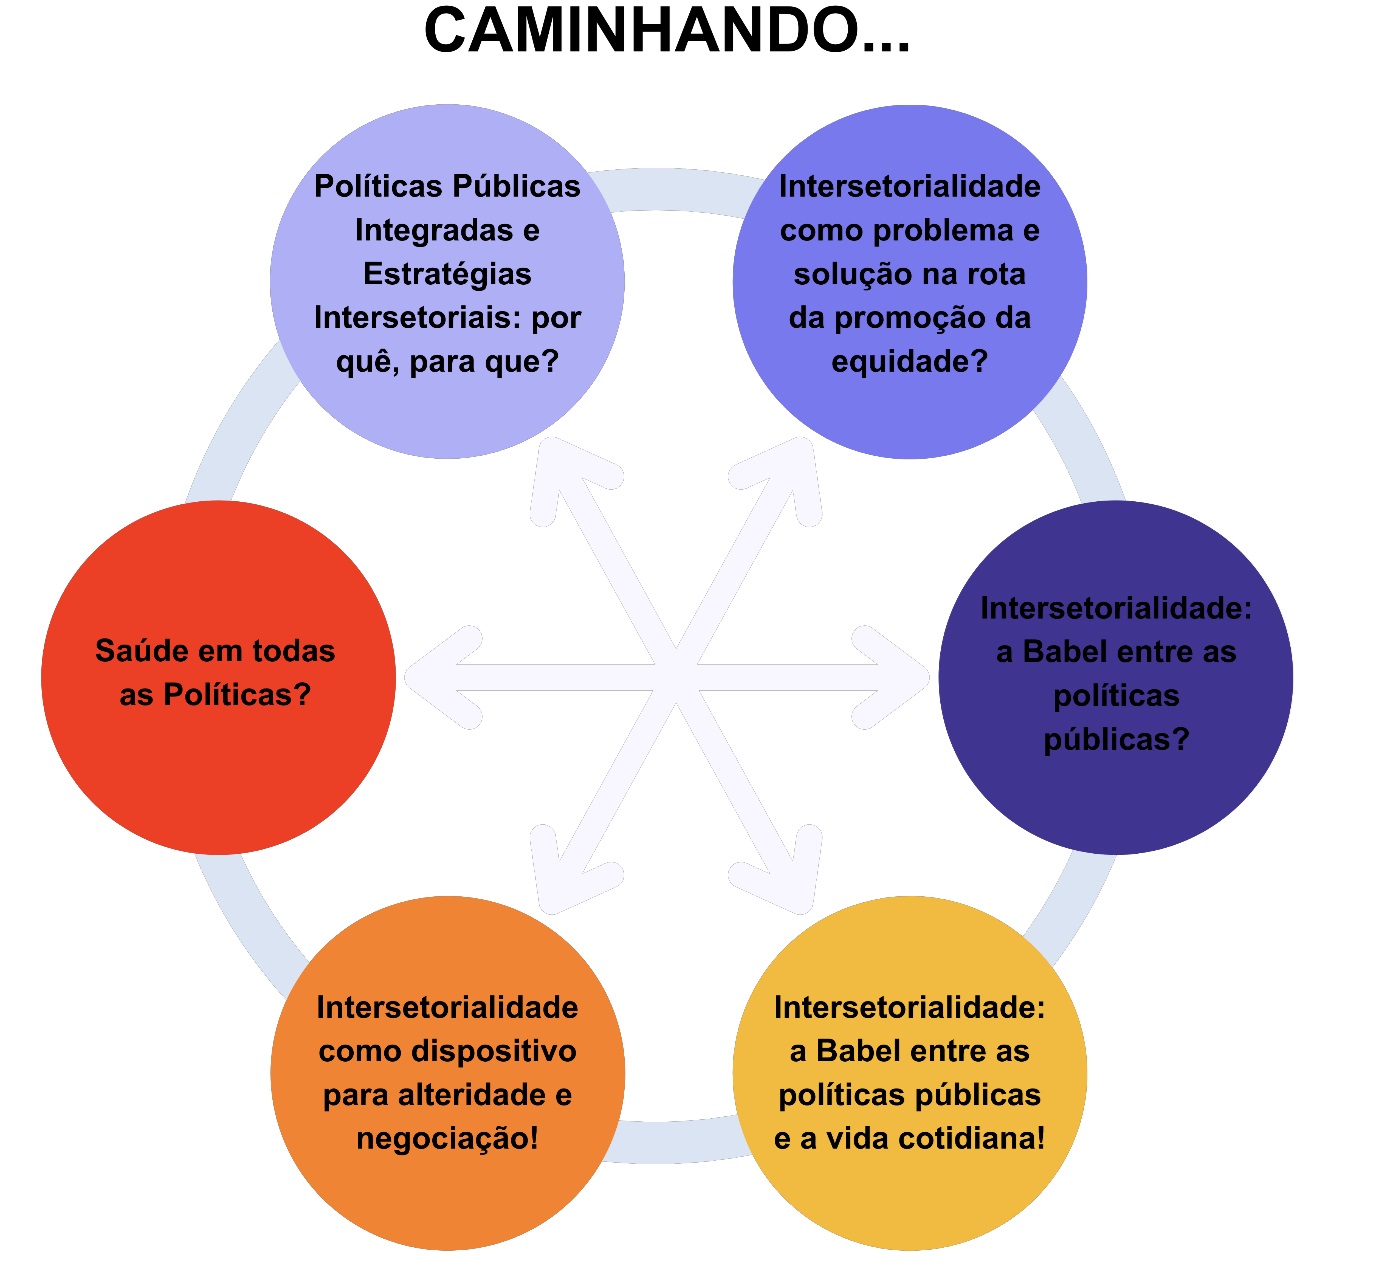 CAMINHANDO...
Políticas Públicas
Integradas e
Estratégias
Intersetoriais: por
quê, para que?
Intersetorialidade
como problema e
solução na rota
da promoção da
equidade?
Intersetorialidade:
a Babel entre as
políticas
públicas?
Intersetorialidade:
a Babel entre as
políticas públicas
e a vida cotidiana!
Intersetorialidade
como dispositivo
para alteridade e
negociação!
Saúde em todas
as Políticas?